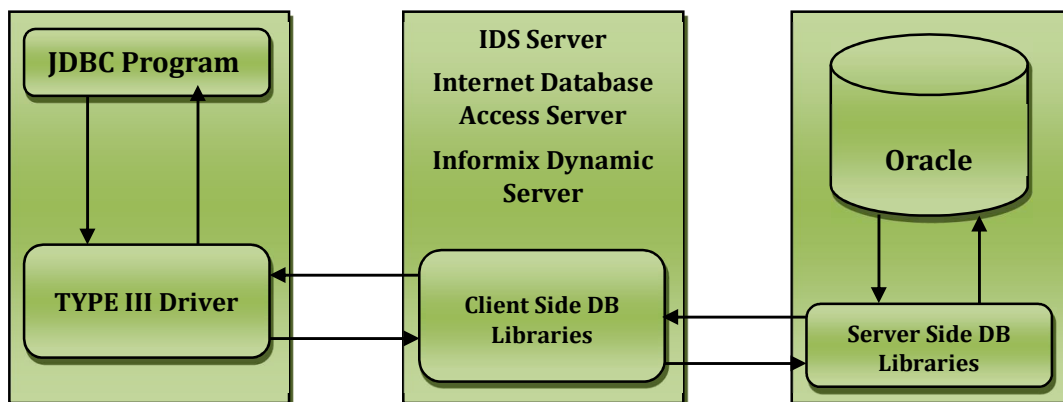 JDBC Program
TYPE III Driver
IDS Server
Internet Database
Access Server
Informix Dynamic
Server
Client Side DB
Libraries
Oracle
Server Side DB
Libraries